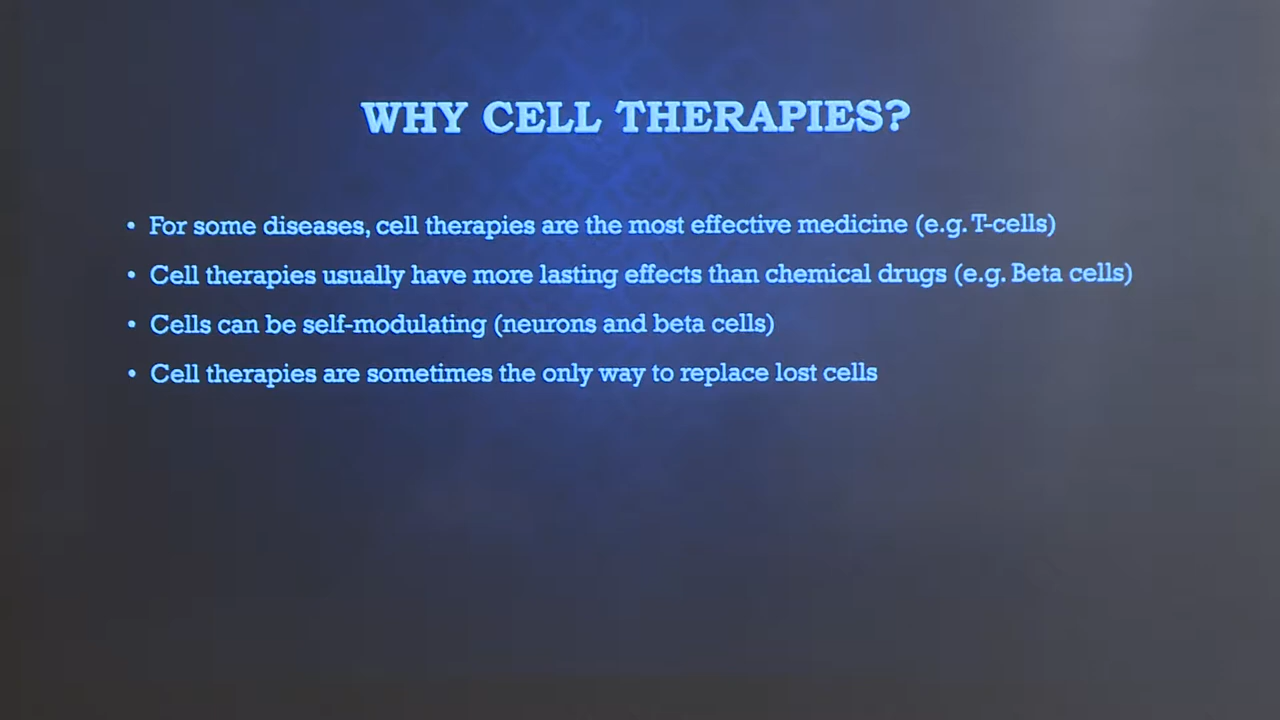 WHY CELL THERAPIES?
• For some diseases, cell therapies are the most effective medicine (e.g. T-cells)
• Cell therapies usually have more lasting effects than chemical drugs (e.g. Beta cells)
• Cells can be self-modulating (neurons and beta cells)
• Cell therapies are sometimes the only way to replace lost cells